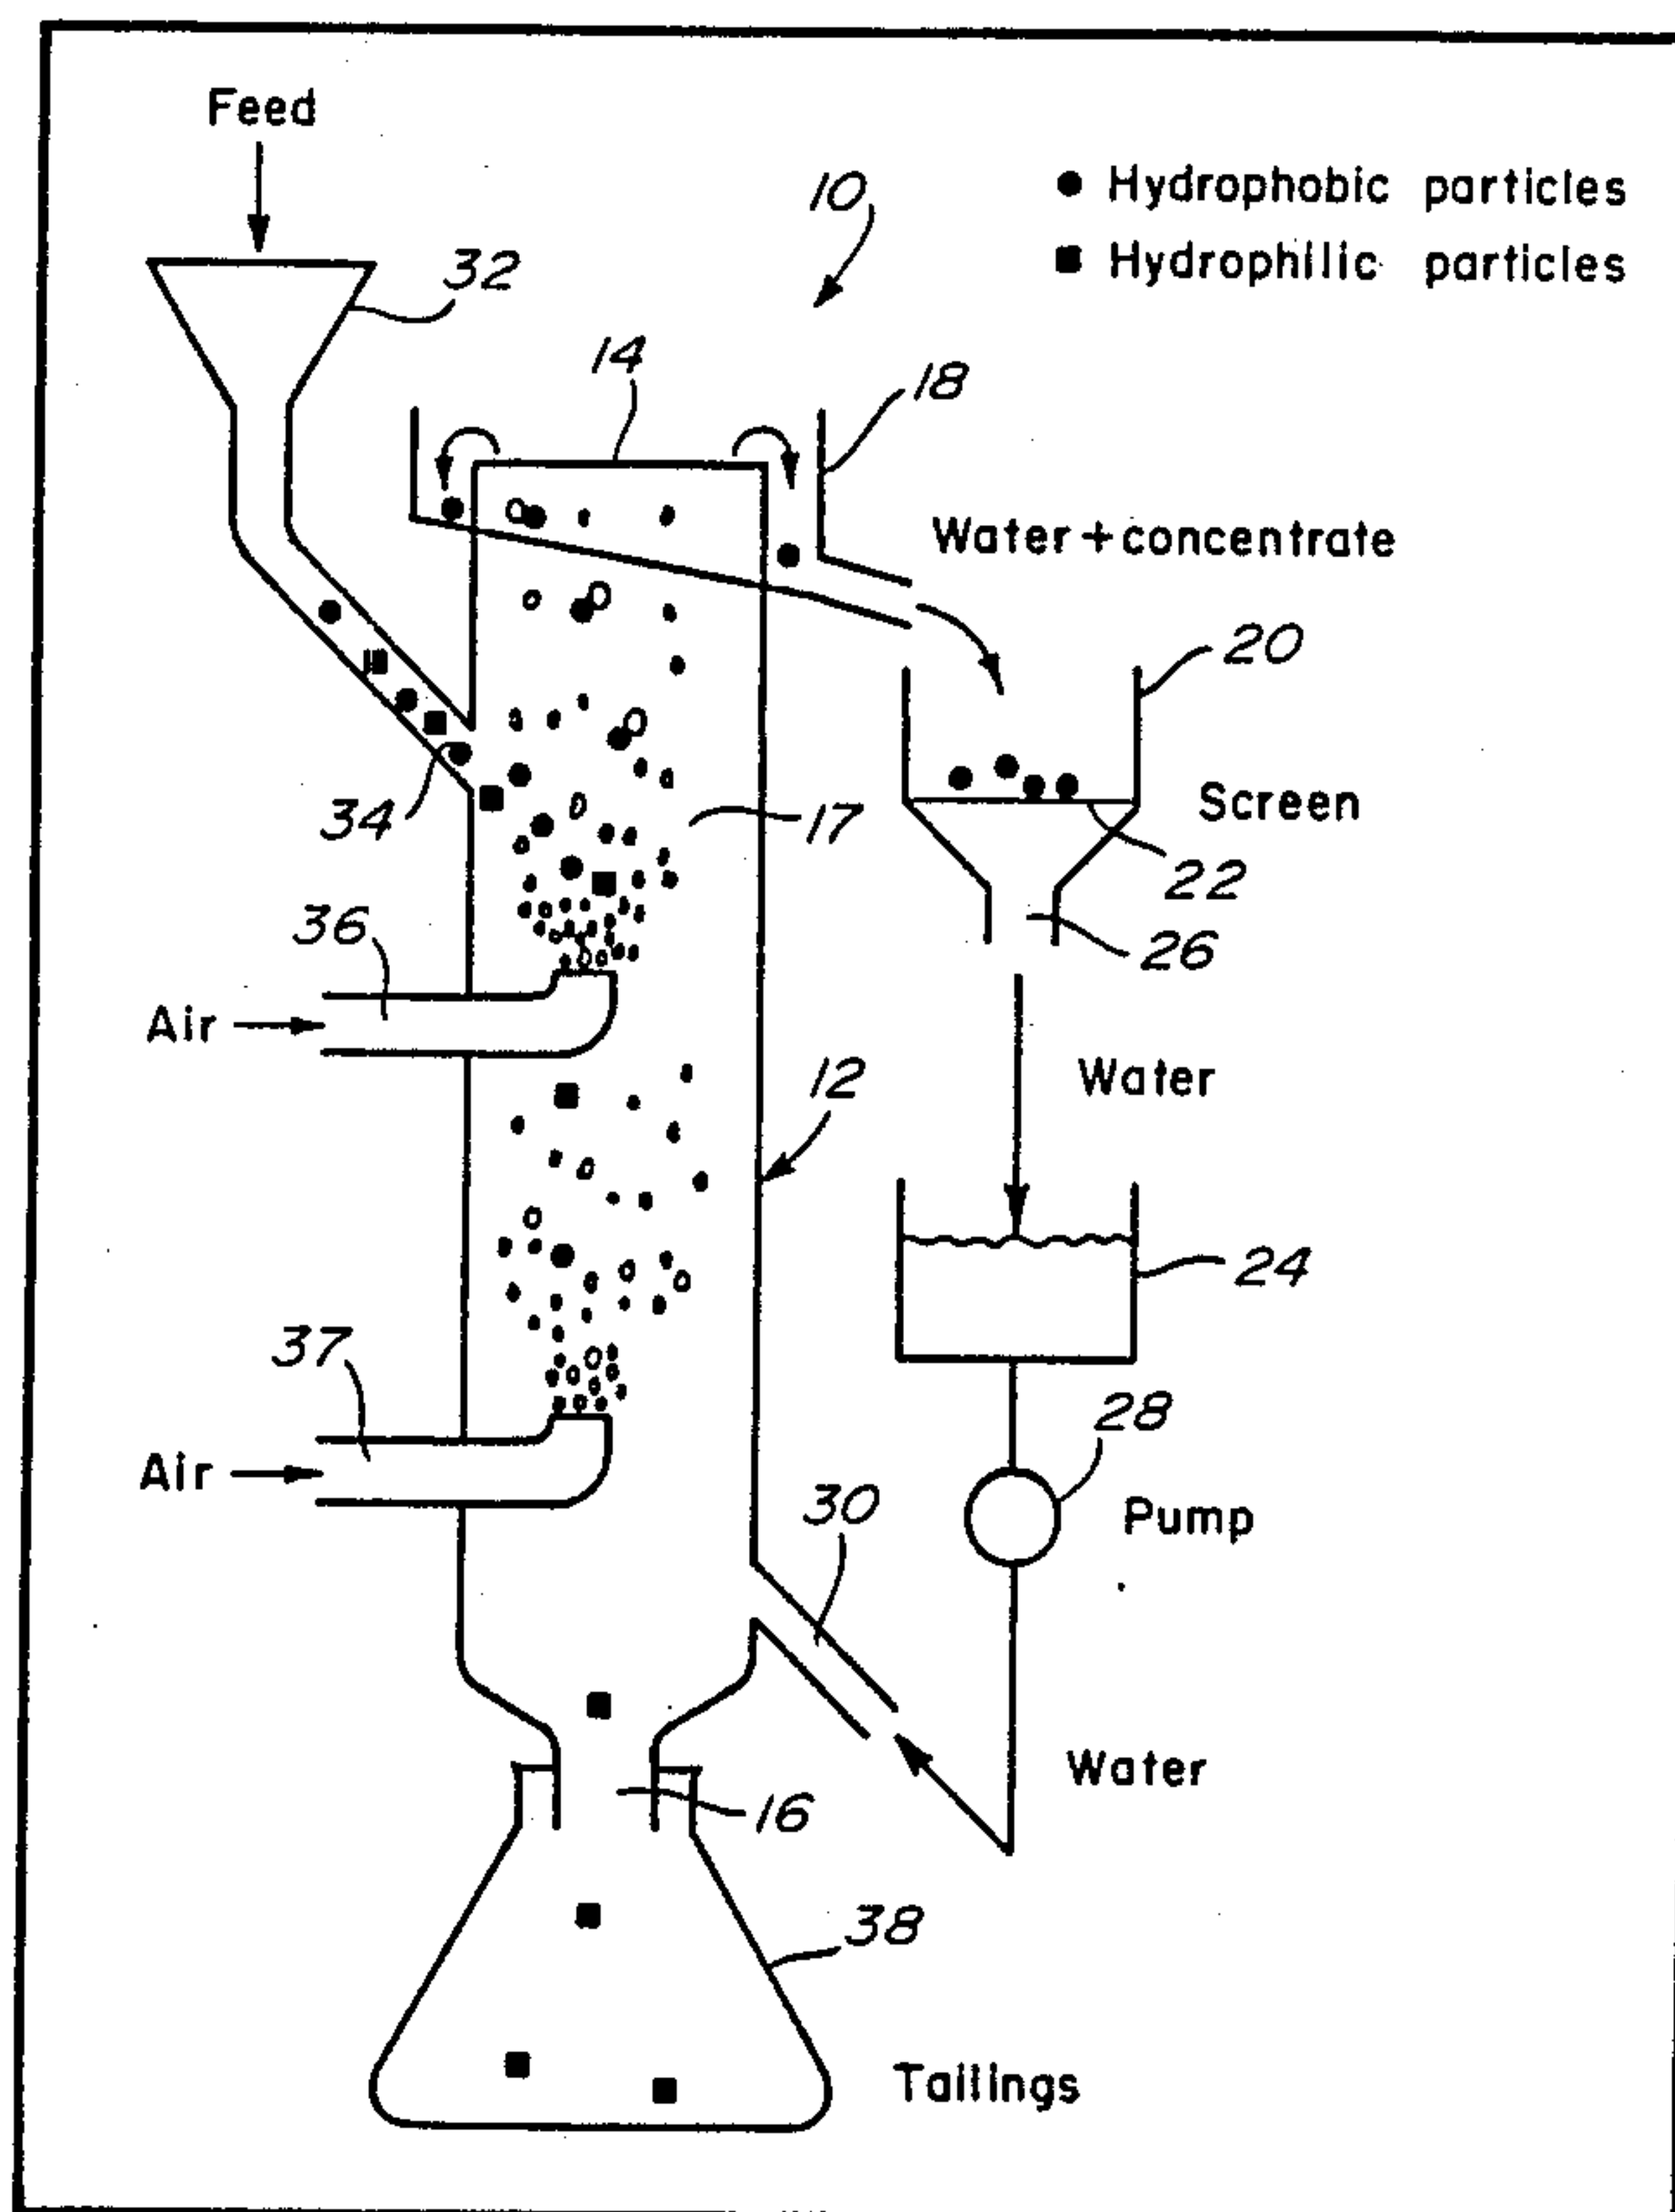 Feed
10
Hydrophobic particles
Hydrophilic particles
32
14
18
Water+concentrate
20
34
17
Screen
22
36
26
Air
12
Water
24
37
28
Air
30
Pump
Water
16
38
Tailings